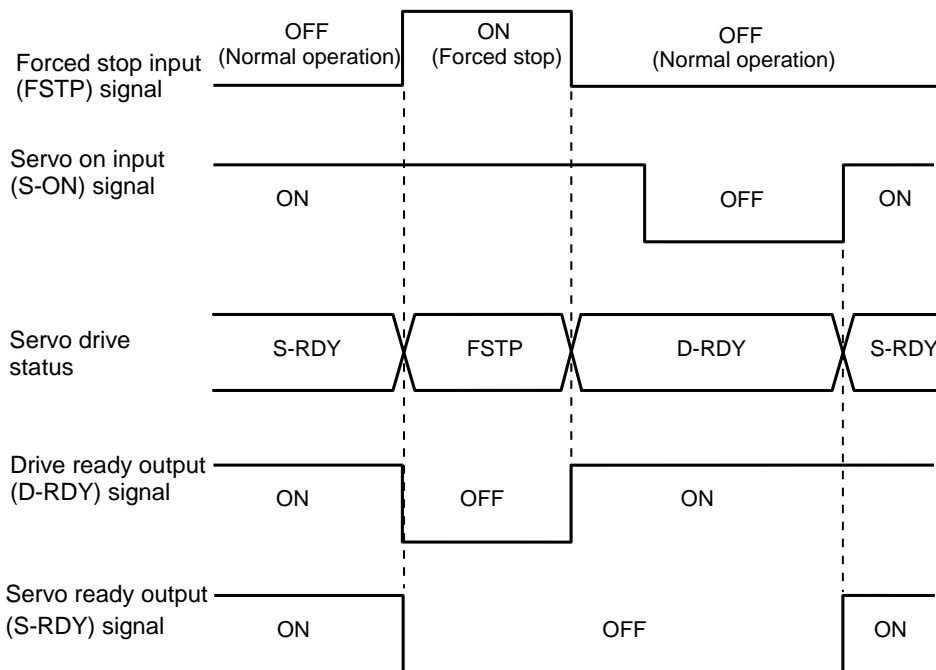 OFF
(Normal operation)
ON
(Forced stop)
OFF
(Normal operation)
Forced stop input
(FSTP) signal
Servo on input
(S-ON) signal
ON
OFF
ON
Servo drive
status
S-RDY
FSTP
D-RDY
S-RDY
Drive ready output
(D-RDY) signal
ON
OFF
ON
Servo ready output
(S-RDY) signal
ON
OFF
ON